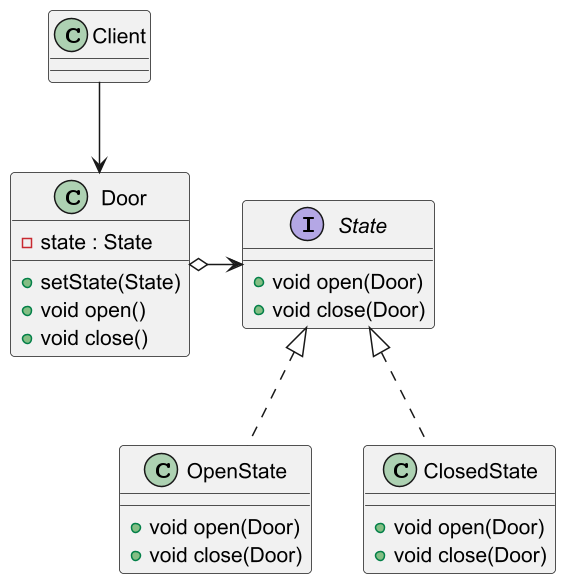 C Client
C Door
state : State
setState(State)
void open()
void close()
I State
void open(Door)
void close(Door)
C OpenState
void open(Door)
void close(Door)
C ClosedState
void open(Door)
void close(Door)